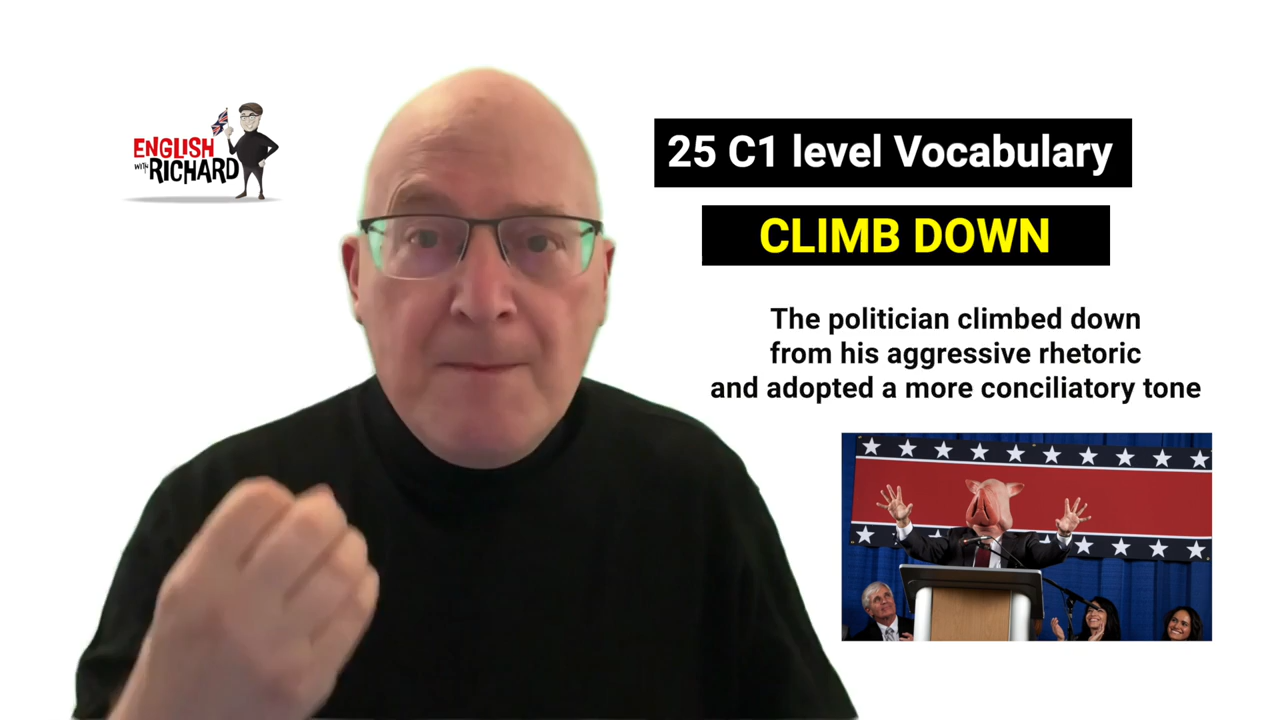 ENGLISH
WITH
RICHARD
25 C1 level Vocabulary
CLIMB DOWN
The politician climbed down
from his aggressive rhetoric
and adopted a more conciliatory tone